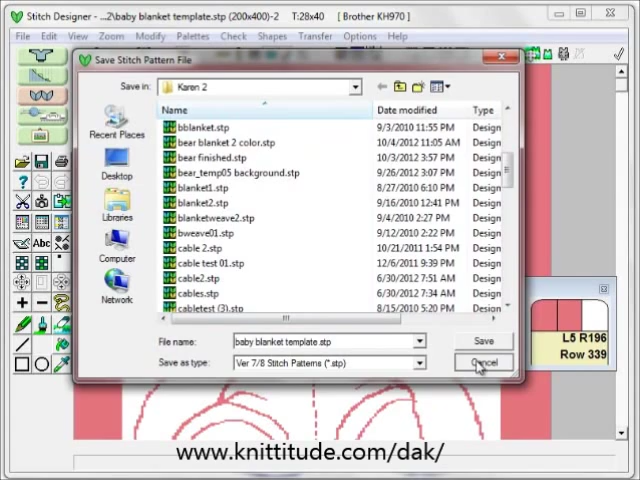 Stitch Designer - ...2\baby blanket template.stp (200x400)-2 T:28x40 [ Brother KH970 ]
File Edit View Zoom Modify Palettes Check Shapes Transfer Options Help
Save Stitch Pattern File
Save in: Karen 2
Name Date modified Type
bblanket.stp 9/3/2010 11:55 PM Design
bear blanket 2 color.stp 10/4/2012 11:05 AM Design
bear finished.stp 10/3/2012 3:57 PM Design
bear_temp05 background.stp 9/26/2012 3:07 PM Design
blanket1.stp 8/27/2010 6:10 PM Design
blanket2.stp 9/16/2010 12:41 PM Design
blanketweave2.stp 9/4/2010 2:27 PM Design
bweave01.stp 9/12/2010 2:22 PM Design
cable 2.stp 10/21/2011 1:54 PM Design
cable test 01.stp 12/6/2011 9:39 PM Design
cable2.stp 6/30/2012 7:51 AM Design
cables.stp 6/30/2012 7:34 AM Design
cabletest (3).stp 8/15/2010 5:20 PM Design
Recent Places
Desktop
Libraries
Computer
Network
File name: baby blanket template.stp Save
Save as type: Ver 7/8 Stitch Patterns (*.stp) Cancel
Abc
L5 R196
Row 339
www.knittitude.com/dak/